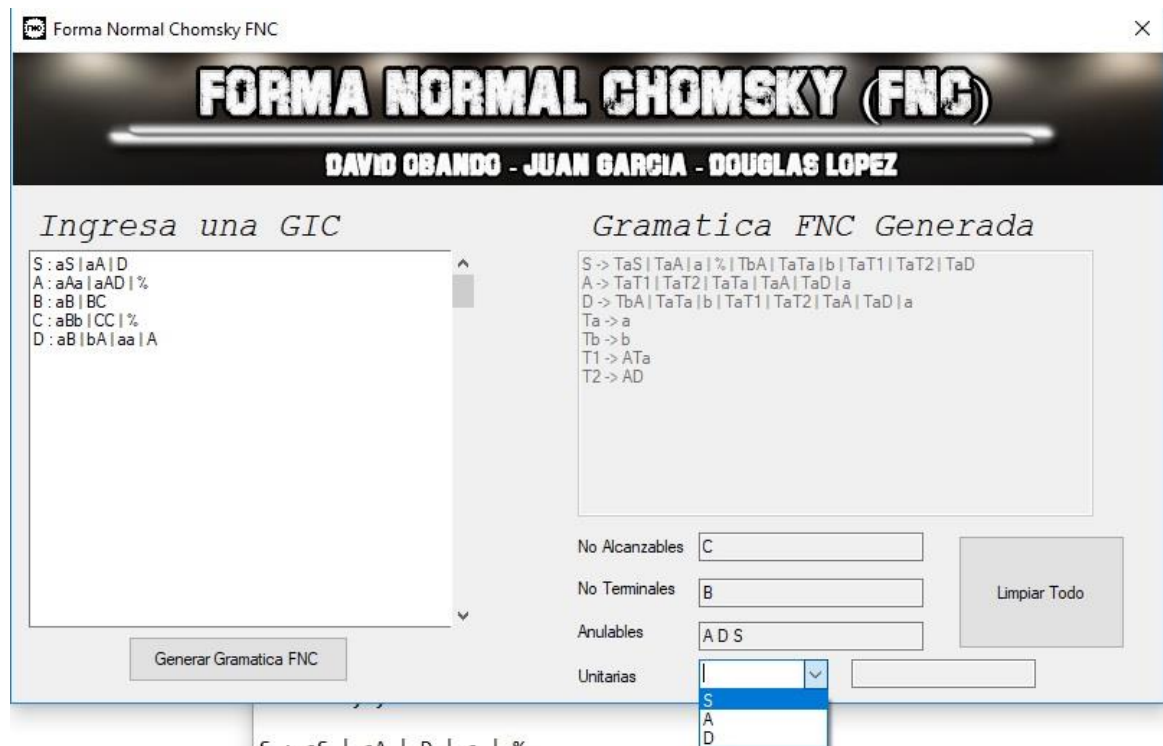 Forma Normal Chomsky FNC
FORMA NORMAL CHOMSKY (FNC)
DAVID OBANDO - JUAN GARCIA - DOUGLAS LOPEZ
Ingresa una GIC
S : aS | aA | D
A : aAa | aAD | %
B : aB | BC
C : aBb | CC | %
D : aB | bA | aa | A
Generar Gramatica FNC
Gramatica FNC Generada
S -> TaS | TaA | a | % | TbA | TaTa | b | TaT1 | TaT2 | TaD
A -> TaT1 | TaT2 | TaTa | TaA | TaD | a
D -> TbA | TaTa | b | TaT1 | TaT2 | TaA | TaD | a
Ta -> a
Tb -> b
T1 -> ATa
T2 -> AD
No Alcanzables C
No Terminales B
Anulables A D S
Unitarias
S
A
D
Limpiar Todo
S : aS | aA | D | a | %